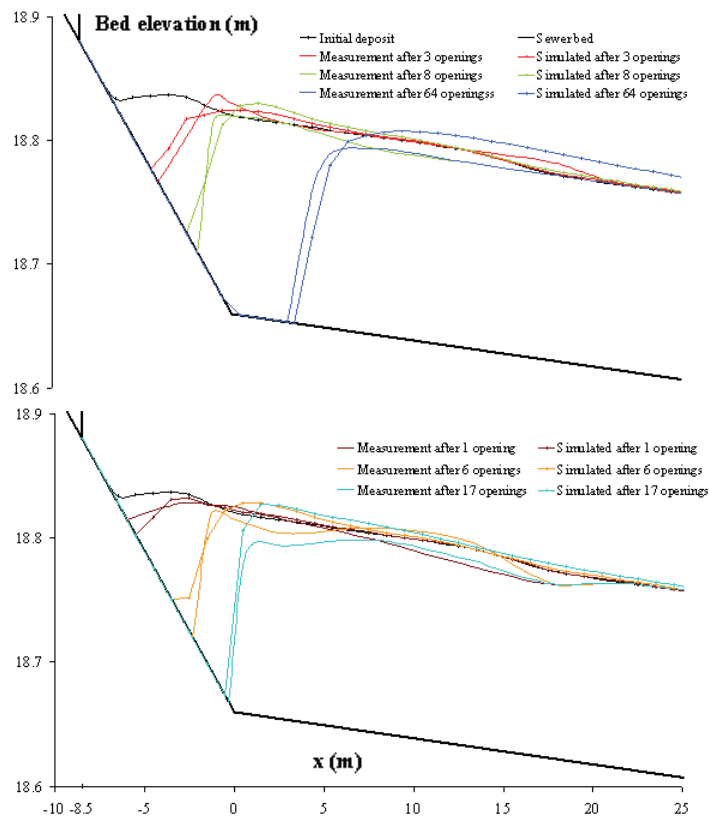 18.9
Bed elevation (m)
Initial deposit
Sewer bed
Measurement after 3 openings
Simulated after 3 openings
Measurement after 8 openings
Simulated after 8 openings
Measurement after 64 openingss
Simulated after 64 openings
18.8
18.7
18.6
18.9
Measurement after 1 opening
Simulated after 1 opening
Measurement after 6 openings
Simulated after 6 openings
Measurement after 17 openings
Simulated after 17 openings
18.8
18.7
x (m)
18.6
-10 -8.5 -5 0 5 10 15 20 25